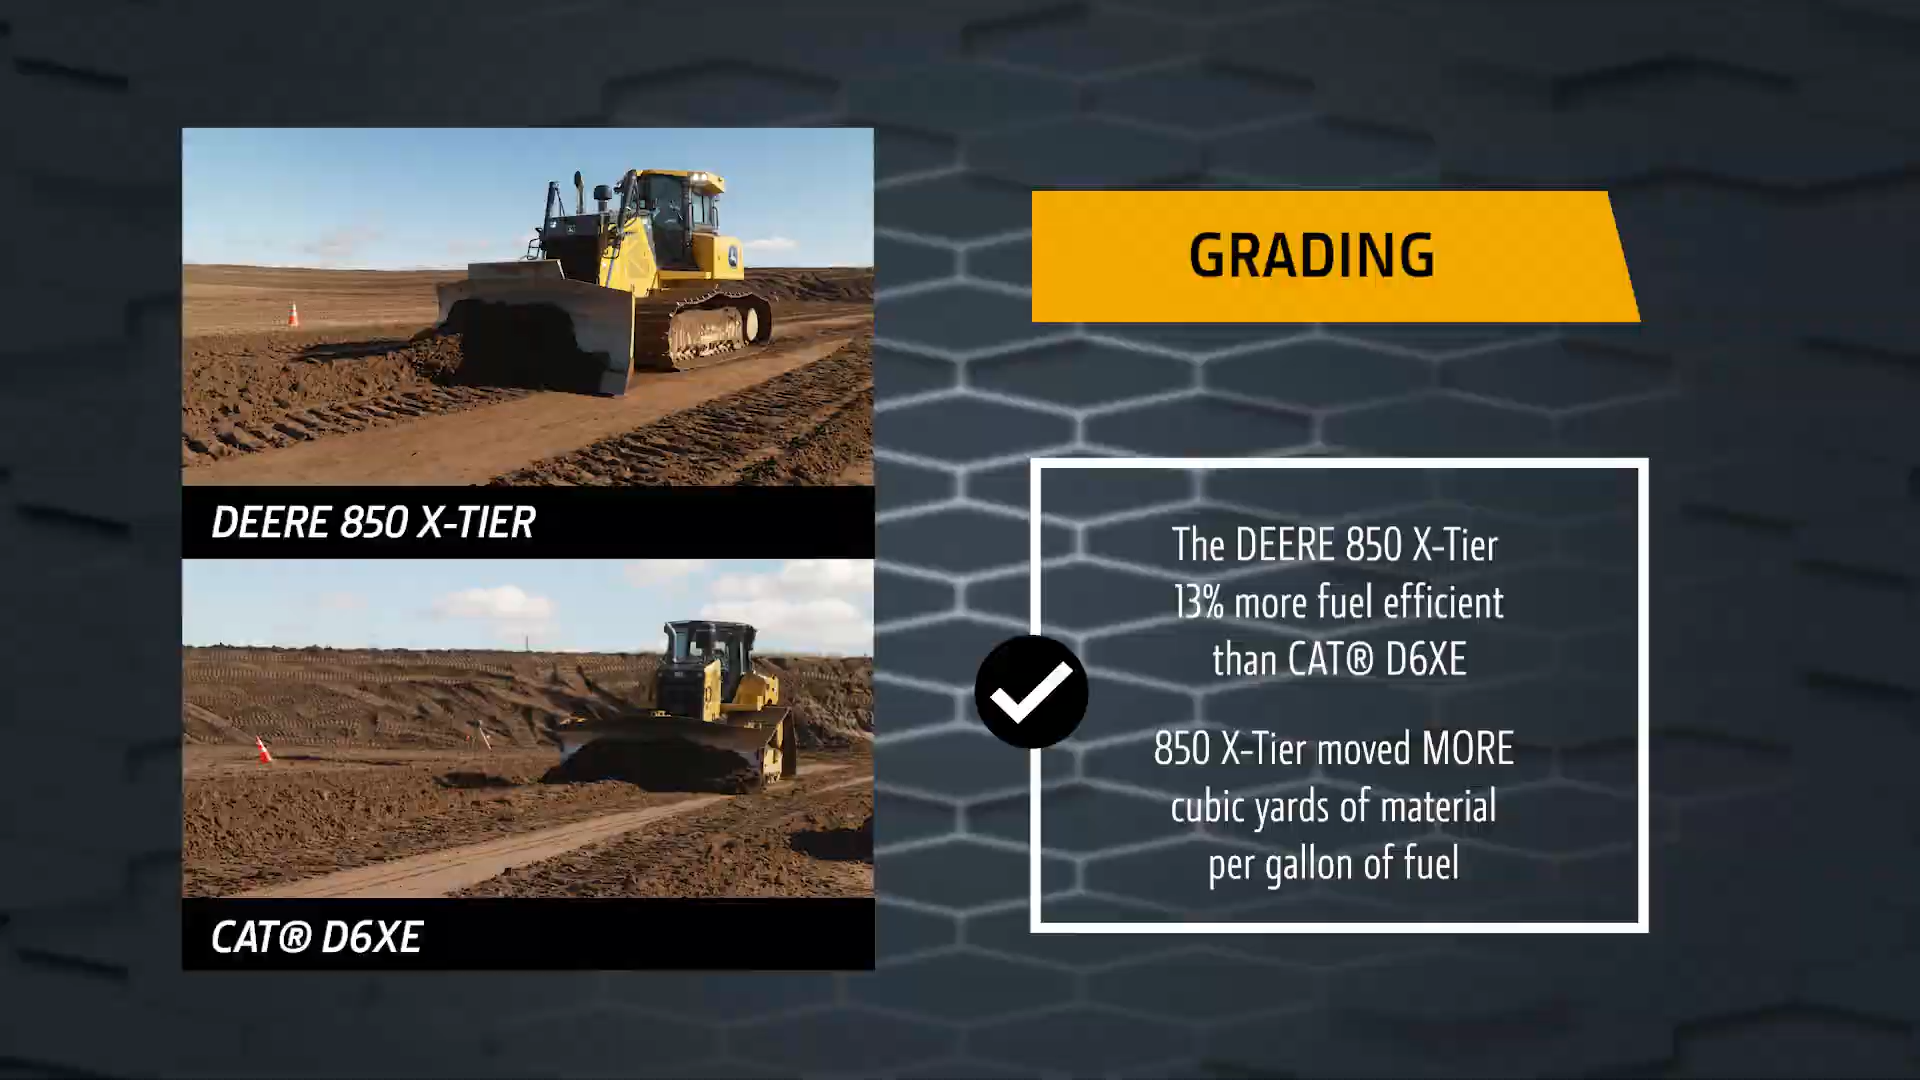 GRADING
DEERE 850 X-TIER
The DEERE 850 X-Tier
13% more fuel efficient
than CAT® D6XE
850 X-Tier moved MORE
cubic yards of material
per gallon of fuel
CAT® D6XE